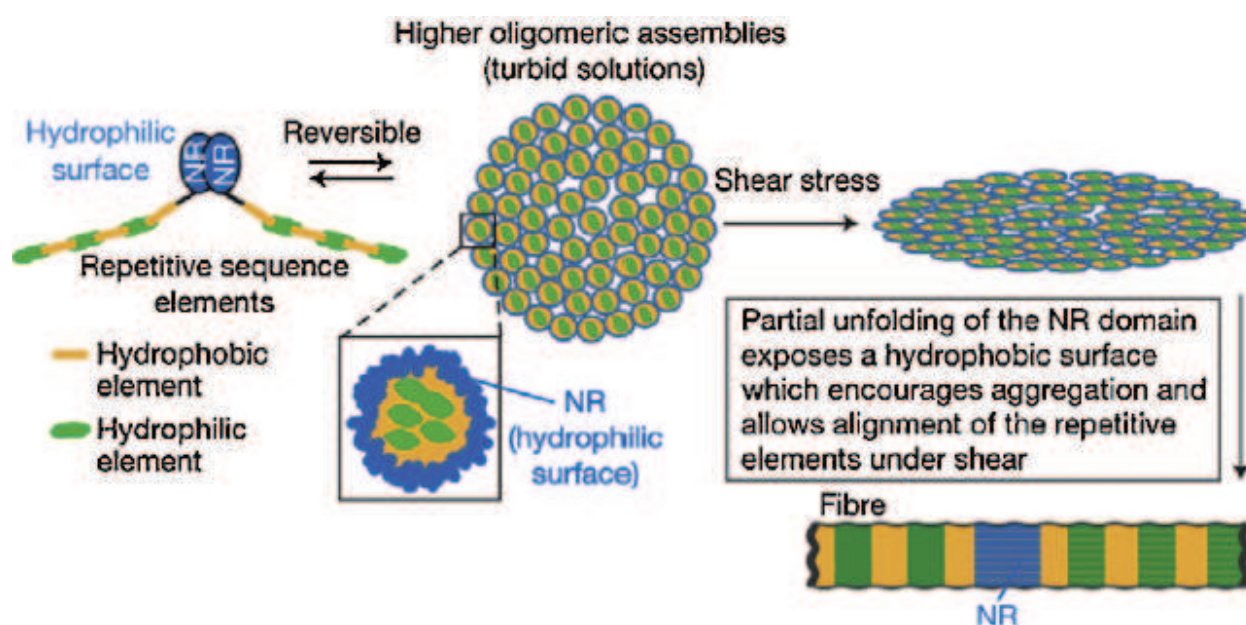 Higher oligomeric assemblies
(turbid solutions)
Hydrophilic
surface
NR
NR
Reversible
Shear stress
Repetitive sequence
elements
Hydrophobic
element
Hydrophilic
element
NR
(hydrophilic
surface)
Partial unfolding of the NR domain
exposes a hydrophobic surface
which encourages aggregation and
allows alignment of the repetitive
elements under shear
Fibre
NR